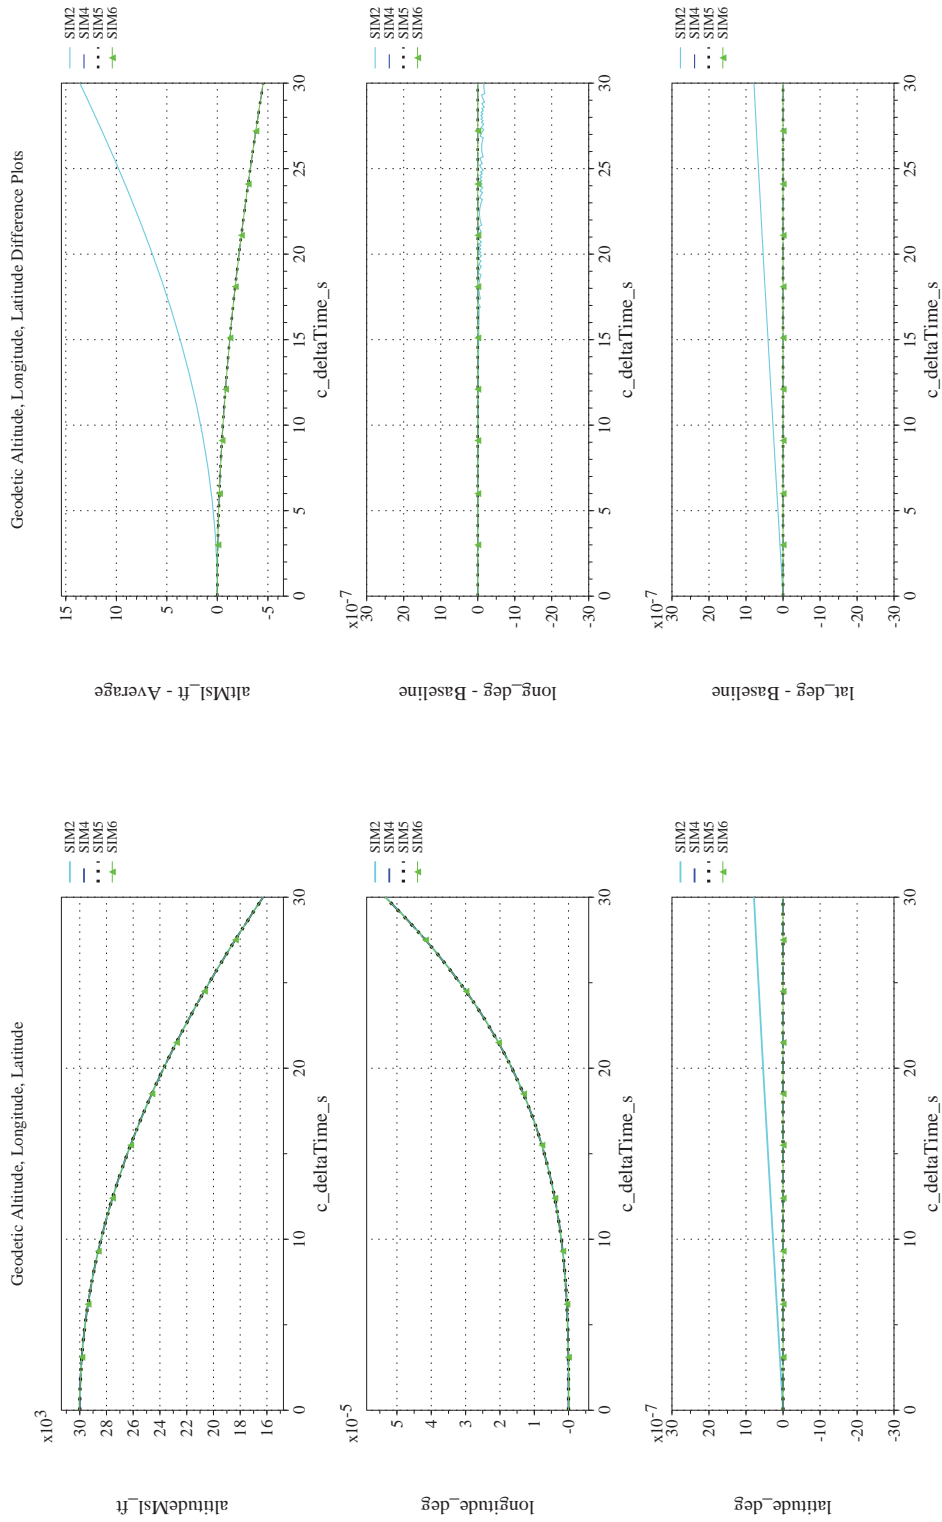 Geodetic Altitude, Longitude, Latitude
x10³
30
28
26
24
22
20
18
16
0
10
20
30
c_deltaTime_s
altitudeMsl_ft
SIM2
SIM4
SIM5
SIM6
x10⁻⁵
5
4
3
2
1
-0
0
10
20
30
c_deltaTime_s
longitude_deg
SIM2
SIM4
SIM5
SIM6
x10⁻⁷
30
20
10
0
-10
-20
-30
0
10
20
30
c_deltaTime_s
latitude_deg
SIM2
SIM4
SIM5
SIM6
Geodetic Altitude, Longitude, Latitude Difference Plots
15
10
5
0
-5
0
5
10
15
20
25
30
c_deltaTime_s
altMsl_ft - Average
SIM2
SIM4
SIM5
SIM6
x10⁻⁷
30
20
10
0
-10
-20
-30
0
5
10
15
20
25
30
c_deltaTime_s
long_deg - Baseline
SIM2
SIM4
SIM5
SIM6
x10⁻⁷
30
20
10
0
-10
-20
-30
0
5
10
15
20
25
30
c_deltaTime_s
lat_deg - Baseline
SIM2
SIM4
SIM5
SIM6